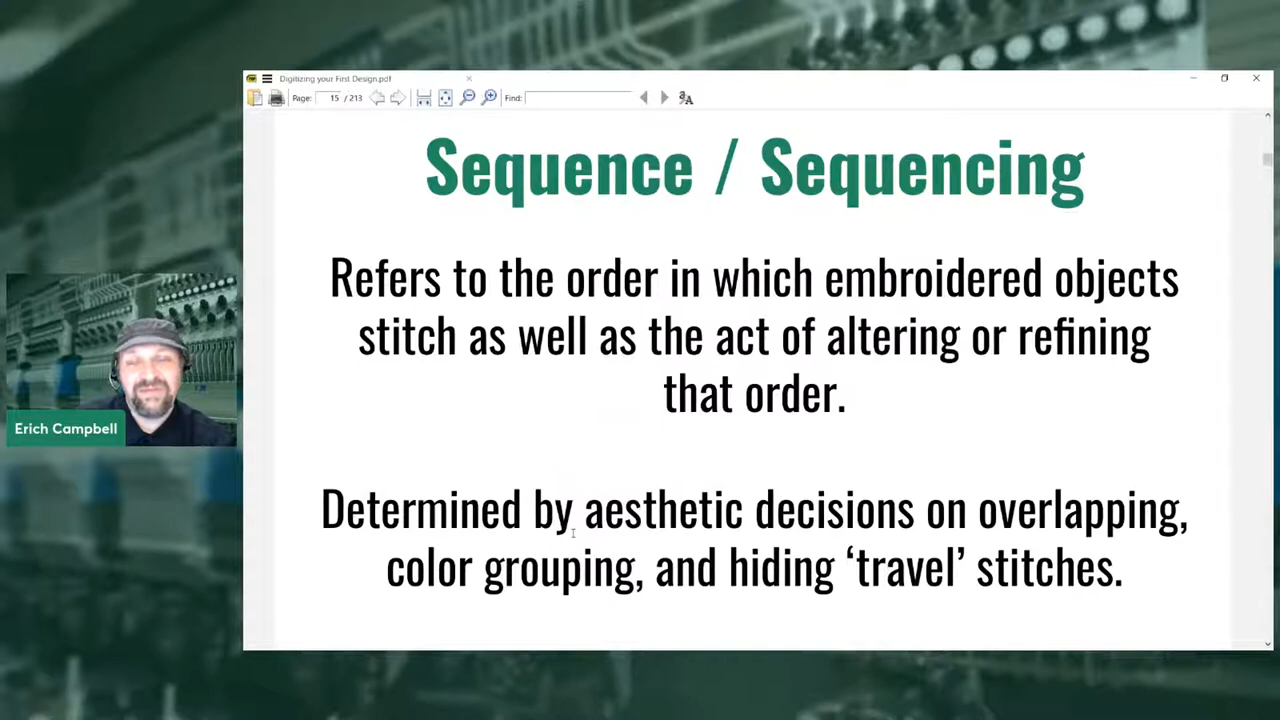 Digitizing your First Design.pdf
Page: 15 / 213 Find:
Sequence / Sequencing
Refers to the order in which embroidered objects
stitch as well as the act of altering or refining
that order.
Determined by aesthetic decisions on overlapping,
color grouping, and hiding ‘travel’ stitches.
Erich Campbell